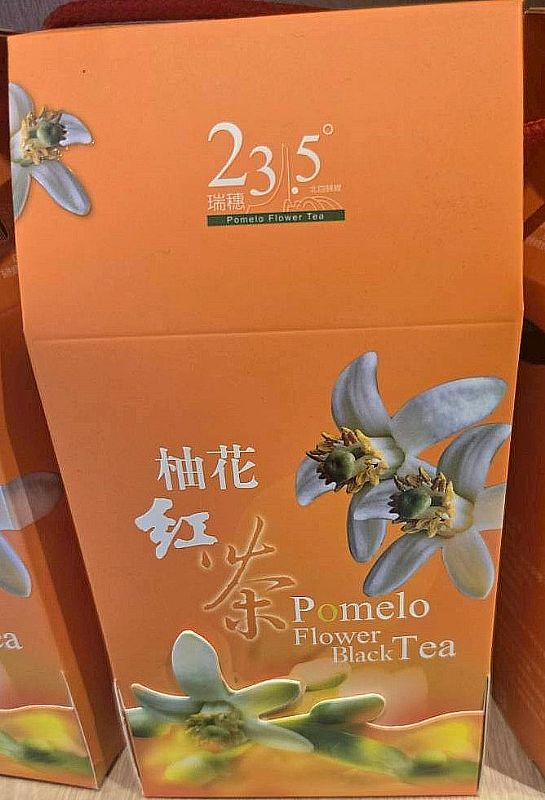 23.5°
瑞穗 北回歸線
Pomelo Flower Tea
柚花
紅
茶
Pomelo
Flower
Black Tea
ea